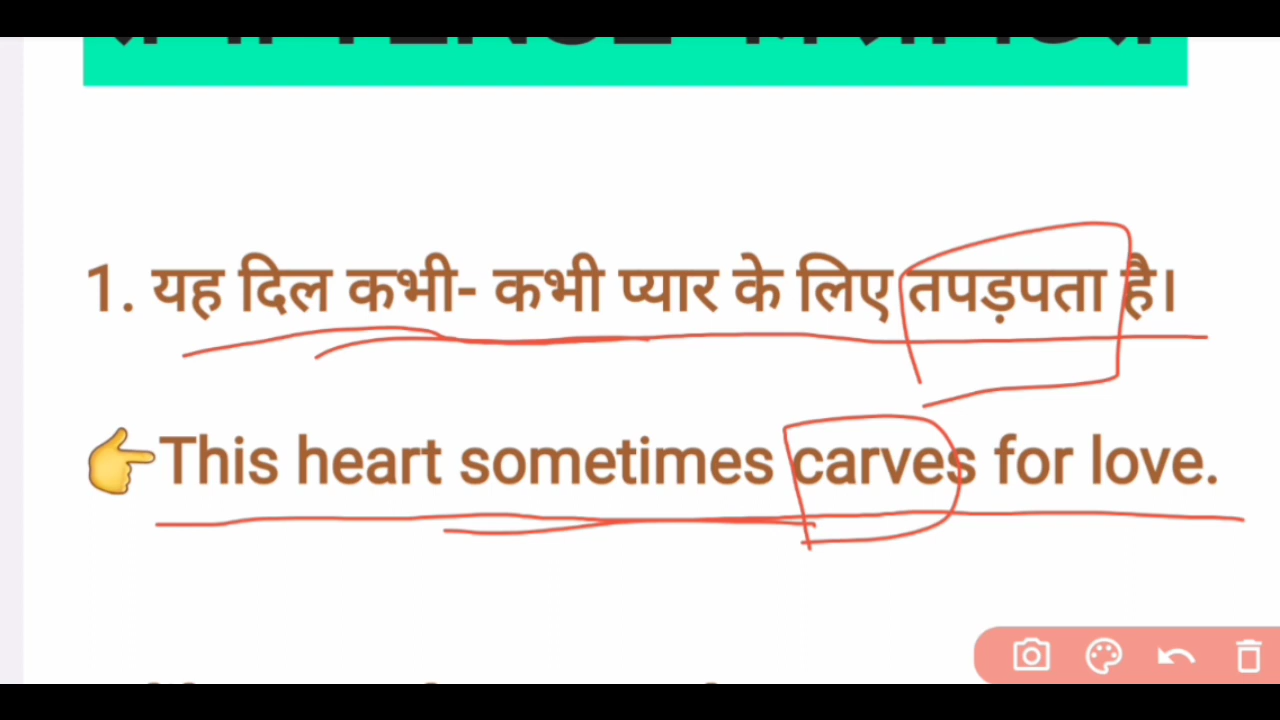 1. यह दिल कभी- कभी प्यार के लिए तपड़पता है।
👉This heart sometimes carves for love.